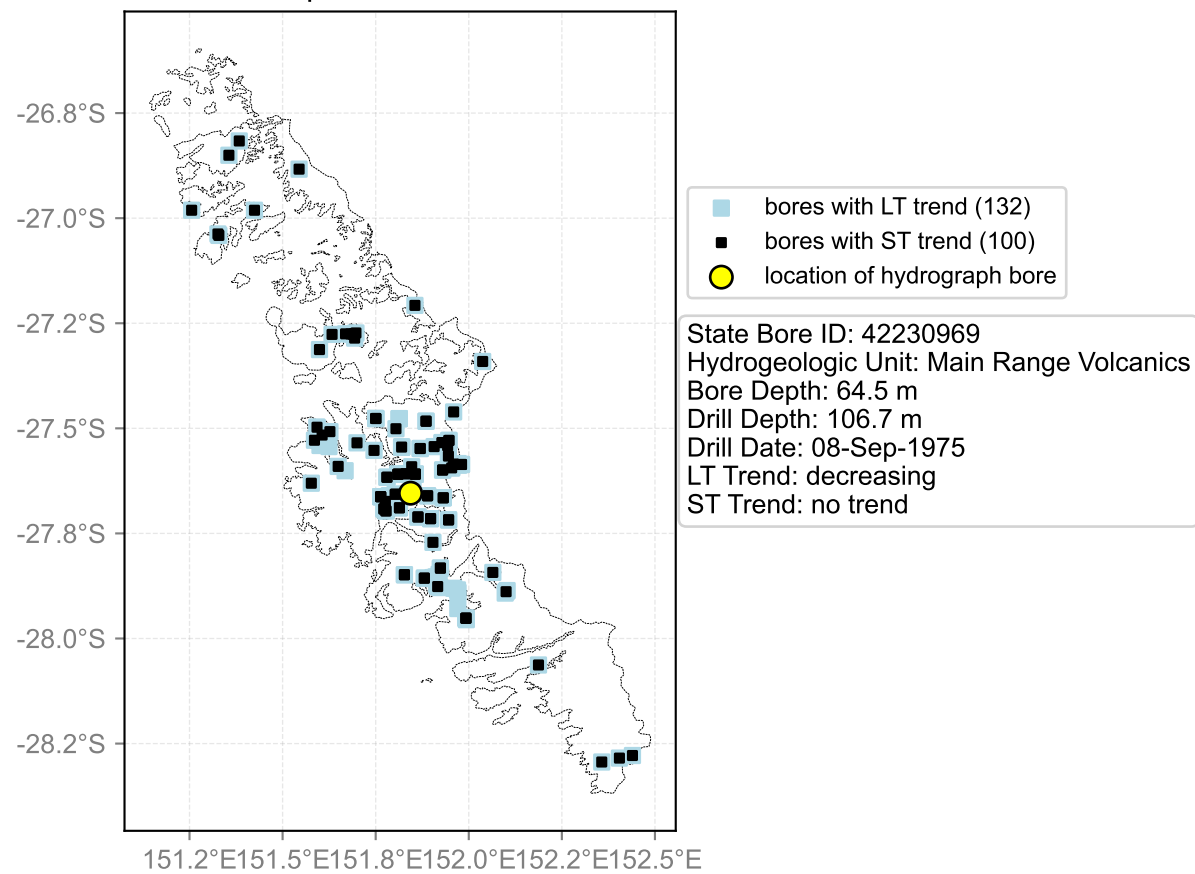 -26.8°S
-27.0°S
-27.2°S
-27.5°S
-27.8°S
-28.0°S
-28.2°S
151.2°E151.5°E151.8°E152.0°E152.2°E152.5°E
bores with LT trend (132)
bores with ST trend (100)
location of hydrograph bore
State Bore ID: 42230969
Hydrogeologic Unit: Main Range Volcanics
Bore Depth: 64.5 m
Drill Depth: 106.7 m
Drill Date: 08-Sep-1975
LT Trend: decreasing
ST Trend: no trend